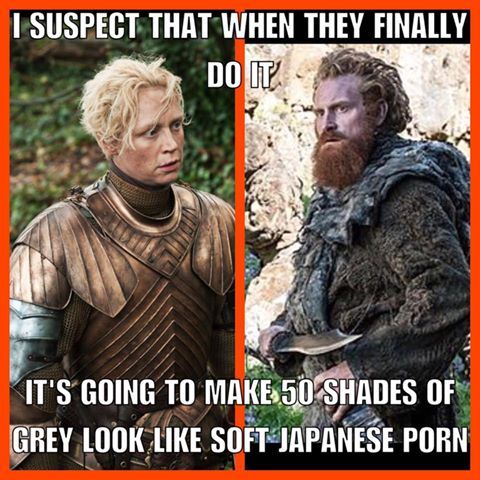 I SUSPECT THAT WHEN THEY FINALLY
DO IT
IT'S GOING TO MAKE 50 SHADES OF
GREY LOOK LIKE SOFT JAPANESE PORN